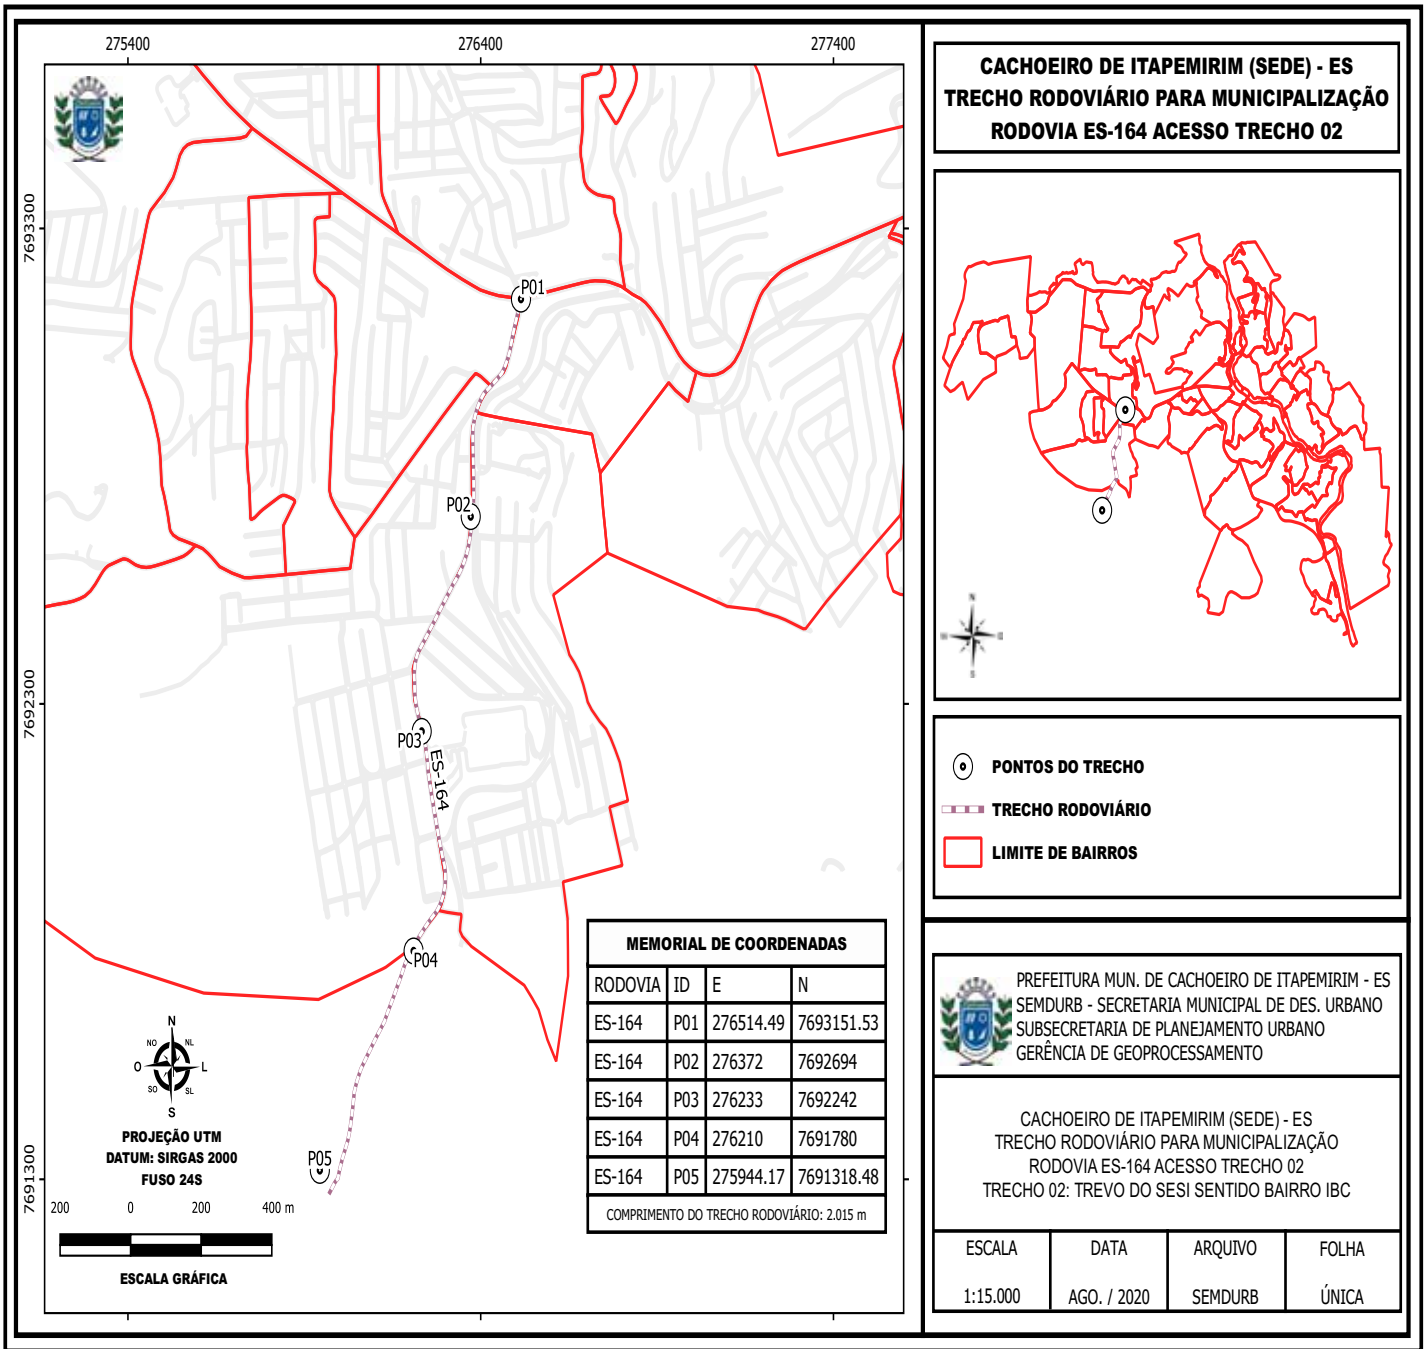 275400
276400
277400
7693300
7692300
7691300
P01
P02
P03
ES-164
P04
P05
N
NO
NL
O
L
SO
SL
S
PROJEÇÃO UTM
DATUM: SIRGAS 2000
FUSO 24S
200
0
200
400 m
ESCALA GRÁFICA
MEMORIAL DE COORDENADAS
RODOVIA ID E N
ES-164 P01 276514.49 7693151.53
ES-164 P02 276372 7692694
ES-164 P03 276233 7692242
ES-164 P04 276210 7691780
ES-164 P05 275944.17 7691318.48
COMPRIMENTO DO TRECHO RODOVIÁRIO: 2.015 m
CACHOEIRO DE ITAPEMIRIM (SEDE) - ES
TRECHO RODOVIÁRIO PARA MUNICIPALIZAÇÃO
RODOVIA ES-164 ACESSO TRECHO 02
N
S
PONTOS DO TRECHO
TRECHO RODOVIÁRIO
LIMITE DE BAIRROS
PREFEITURA MUN. DE CACHOEIRO DE ITAPEMIRIM - ES
SEMDURB - SECRETARIA MUNICIPAL DE DES. URBANO
SUBSECRETARIA DE PLANEJAMENTO URBANO
GERÊNCIA DE GEOPROCESSAMENTO
CACHOEIRO DE ITAPEMIRIM (SEDE) - ES
TRECHO RODOVIÁRIO PARA MUNICIPALIZAÇÃO
RODOVIA ES-164 ACESSO TRECHO 02
TRECHO 02: TREVO DO SESI SENTIDO BAIRRO IBC
ESCALA DATA ARQUIVO FOLHA
1:15.000 AGO. / 2020 SEMDURB ÚNICA